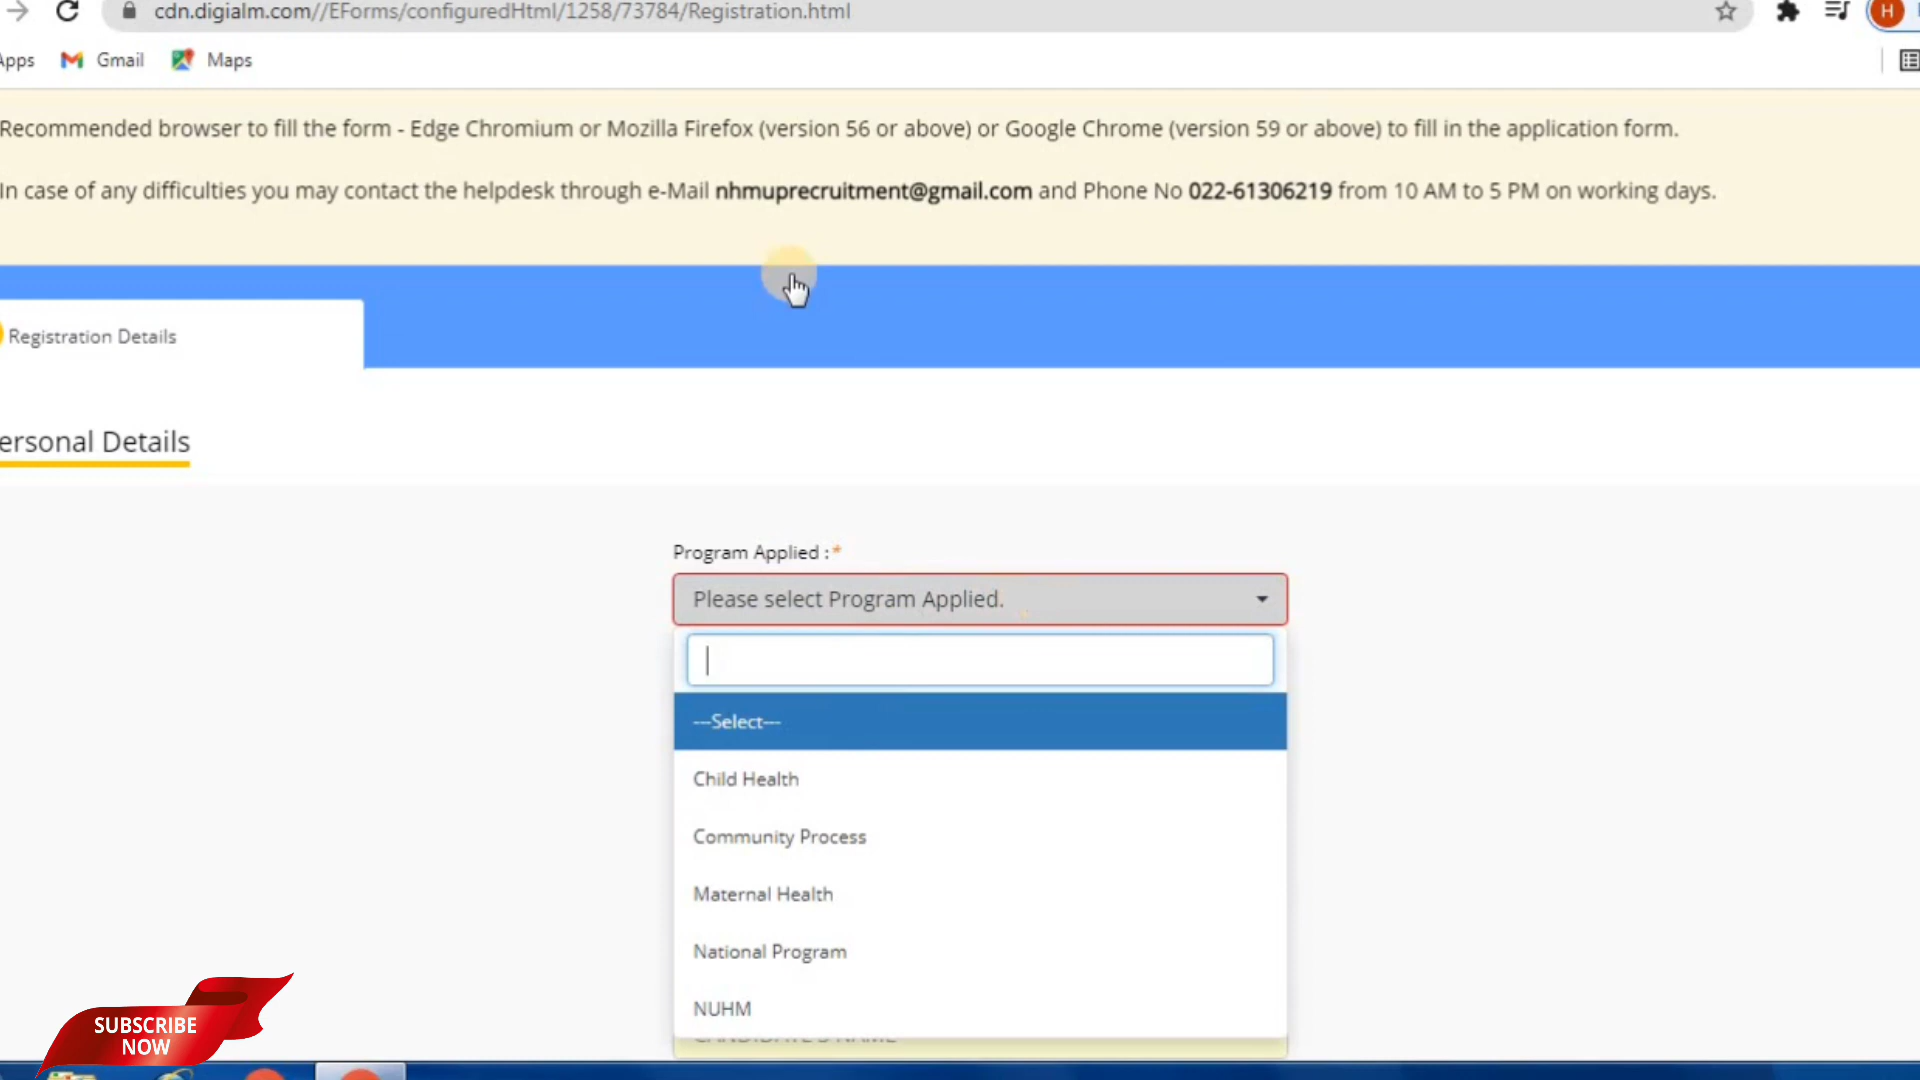 cdn.digialm.com//EForms/configuredHtml/1258/73784/Registration.html
H
Apps Gmail Maps
Recommended browser to fill the form - Edge Chromium or Mozilla Firefox (version 56 or above) or Google Chrome (version 59 or above) to fill in the application form.
In case of any difficulties you may contact the helpdesk through e-Mail nhmuprecruitment@gmail.com and Phone No 022-61306219 from 10 AM to 5 PM on working days.
Registration Details
ersonal Details
Program Applied :*
Please select Program Applied.
---Select---
Child Health
Community Process
Maternal Health
National Program
NUHM
CANDIDATE'S NAME
SUBSCRIBE
NOW